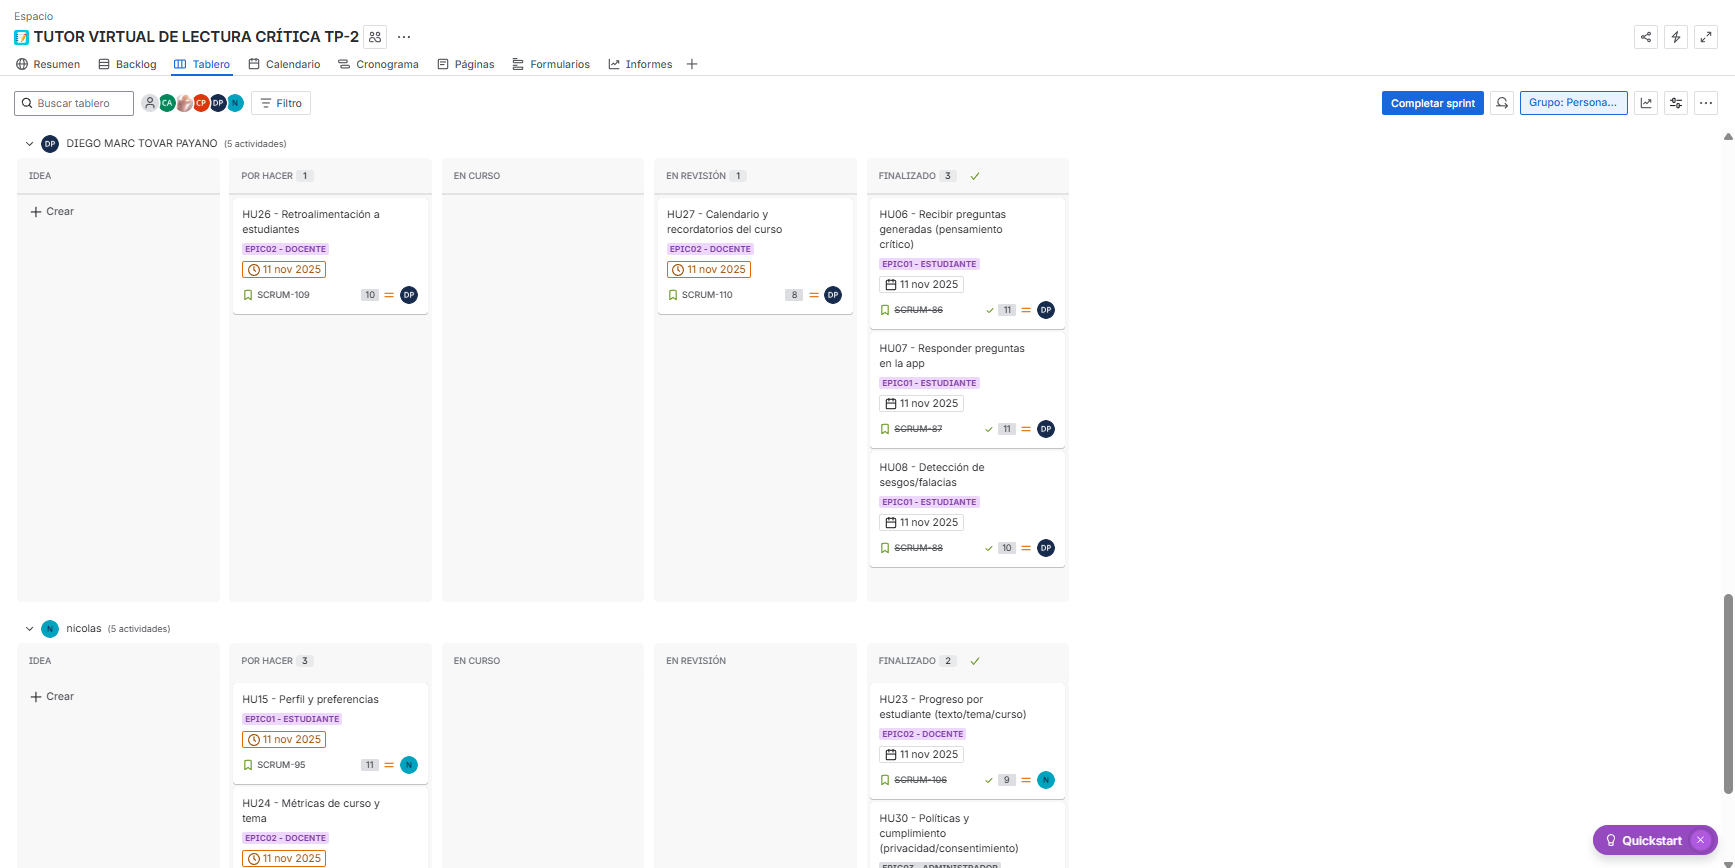 Espacio
TUTOR VIRTUAL DE LECTURA CRÍTICA TP-2
Resumen Backlog Tablero Calendario Cronograma Páginas Formularios Informes
Buscar tablero CA CP DP N Filtro Completar sprint Grupo: Persona...
DP DIEGO MARC TOVAR PAYANO (5 actividades)
IDEA
Crear
POR HACER 1
HU26 - Retroalimentación a
estudiantes
EPIC02 - DOCENTE
11 nov 2025
SCRUM-109 10 DP
EN CURSO
EN REVISIÓN 1
HU27 - Calendario y
recordatorios del curso
EPIC02 - DOCENTE
11 nov 2025
SCRUM-110 8 DP
FINALIZADO 3
HU06 - Recibir preguntas
generadas (pensamiento
crítico)
EPIC01 - ESTUDIANTE
11 nov 2025
SCRUM-86 11 DP
HU07 - Responder preguntas
en la app
EPIC01 - ESTUDIANTE
11 nov 2025
SCRUM-87 11 DP
HU08 - Detección de
sesgos/falacias
EPIC01 - ESTUDIANTE
11 nov 2025
SCRUM-88 10 DP
N nicolas (5 actividades)
IDEA
Crear
POR HACER 3
HU15 - Perfil y preferencias
EPIC01 - ESTUDIANTE
11 nov 2025
SCRUM-95 11 N
HU24 - Métricas de curso y
tema
EPIC02 - DOCENTE
11 nov 2025
EN CURSO
EN REVISIÓN
FINALIZADO 2
HU23 - Progreso por
estudiante (texto/tema/curso)
EPIC02 - DOCENTE
11 nov 2025
SCRUM-106 9 N
HU30 - Políticas y
cumplimiento
(privacidad/consentimiento)
EPIC03 - ADMINISTRADOR
Quickstart